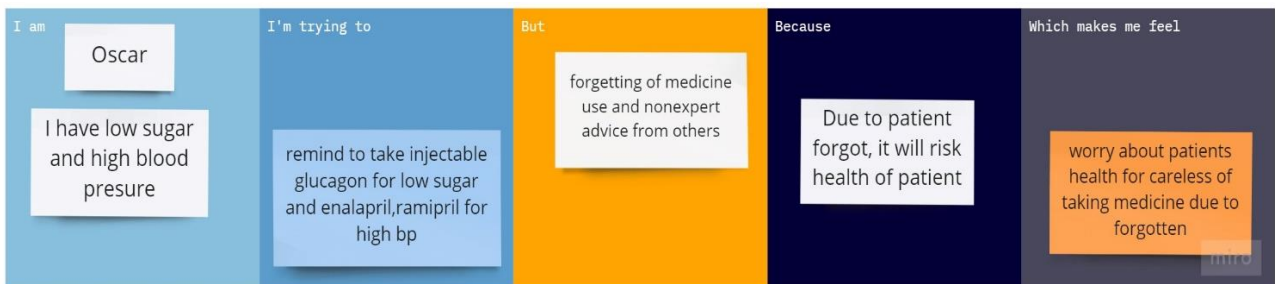 I am
Oscar
I have low sugar
and high blood
presure
I'm trying to
remind to take injectable
glucagon for low sugar
and enalapril,ramipril for
high bp
But
forgetting of medicine
use and nonexpert
advice from others
Because
Due to patient
forgot, it will risk
health of patient
Which makes me feel
worry about patients
health for careless of
taking medicine due to
forgotten
miro